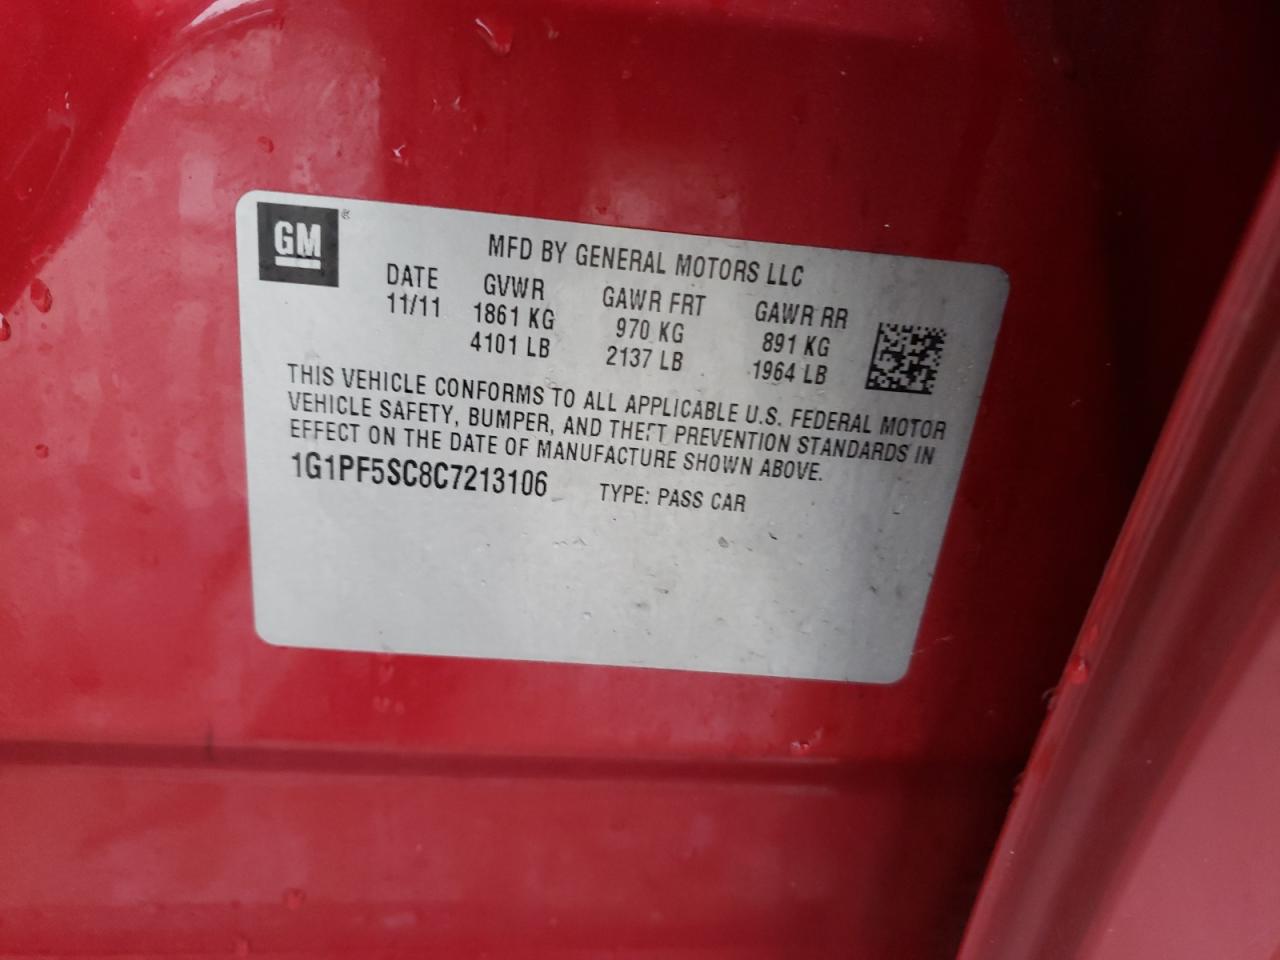 GM ®
MFD BY GENERAL MOTORS LLC
DATE GVWR GAWR FRT GAWR RR
11/11 1861 KG 970 KG 891 KG
4101 LB 2137 LB 1964 LB
THIS VEHICLE CONFORMS TO ALL APPLICABLE U.S. FEDERAL MOTOR
VEHICLE SAFETY, BUMPER, AND THEFT PREVENTION STANDARDS IN
EFFECT ON THE DATE OF MANUFACTURE SHOWN ABOVE.
1G1PF5SC8C7213106 TYPE: PASS CAR